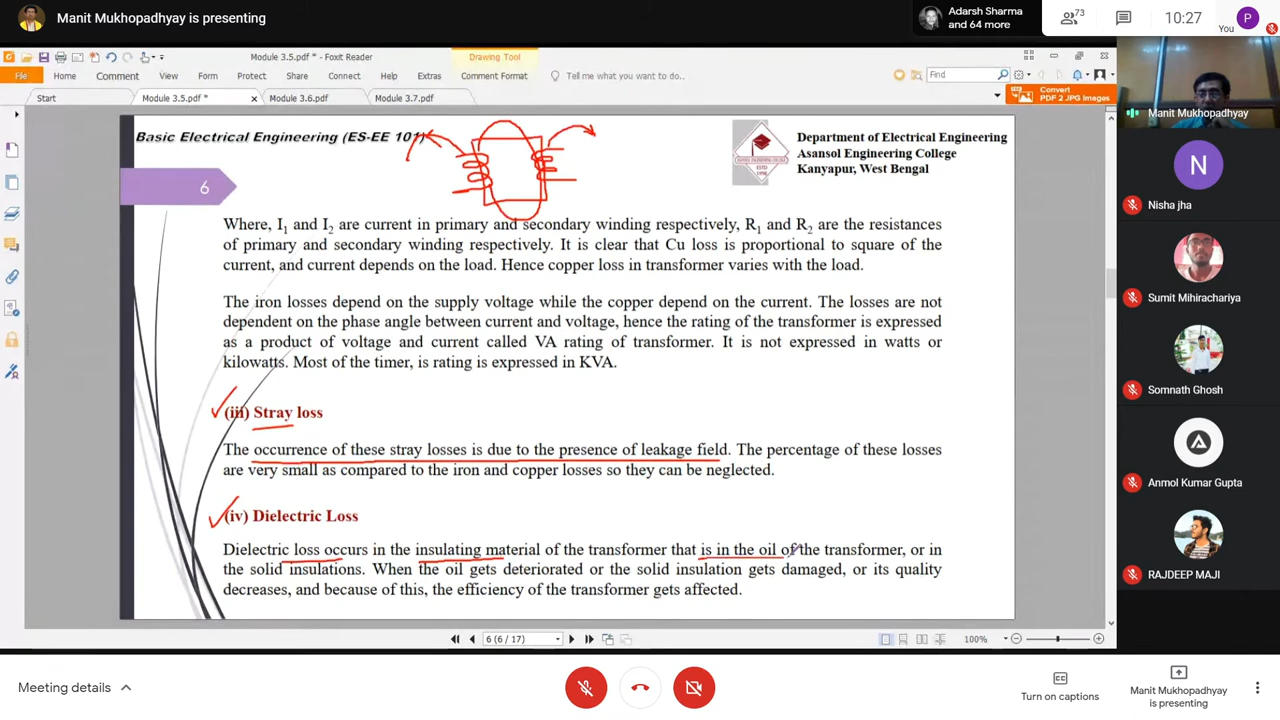 Manit Mukhopadhyay is presenting
Adarsh Sharma
and 64 more
73
10:27
You
P
Module 3.5.pdf * - Foxit Reader
Drawing Tool
File
Home
Comment
View
Form
Protect
Share
Connect
Help
Extras
Comment Format
Tell me what you want to do..
Find
Start
Module 3.5.pdf *
Module 3.6.pdf
Module 3.7.pdf
Convert
PDF 2 JPG Images
Basic Electrical Engineering (ES-EE 101)
Department of Electrical Engineering
Asansol Engineering College
Kanyapur, West Bengal
6
Where, I1 and I2 are current in primary and secondary winding respectively, R1 and R2 are the resistances
of primary and secondary winding respectively. It is clear that Cu loss is proportional to square of the
current, and current depends on the load. Hence copper loss in transformer varies with the load.
The iron losses depend on the supply voltage while the copper depend on the current. The losses are not
dependent on the phase angle between current and voltage, hence the rating of the transformer is expressed
as a product of voltage and current called VA rating of transformer. It is not expressed in watts or
kilowatts. Most of the timer, is rating is expressed in KVA.
(iii) Stray loss
The occurrence of these stray losses is due to the presence of leakage field. The percentage of these losses
are very small as compared to the iron and copper losses so they can be neglected.
(iv) Dielectric Loss
Dielectric loss occurs in the insulating material of the transformer that is in the oil of the transformer, or in
the solid insulations. When the oil gets deteriorated or the solid insulation gets damaged, or its quality
decreases, and because of this, the efficiency of the transformer gets affected.
6 (6 / 17)
100%
Manit Mukhopadhyay
N
Nisha jha
Sumit Mihirachariya
Somnath Ghosh
Anmol Kumar Gupta
RAJDEEP MAJI
Meeting details
Turn on captions
Manit Mukhopadhyay
is presenting